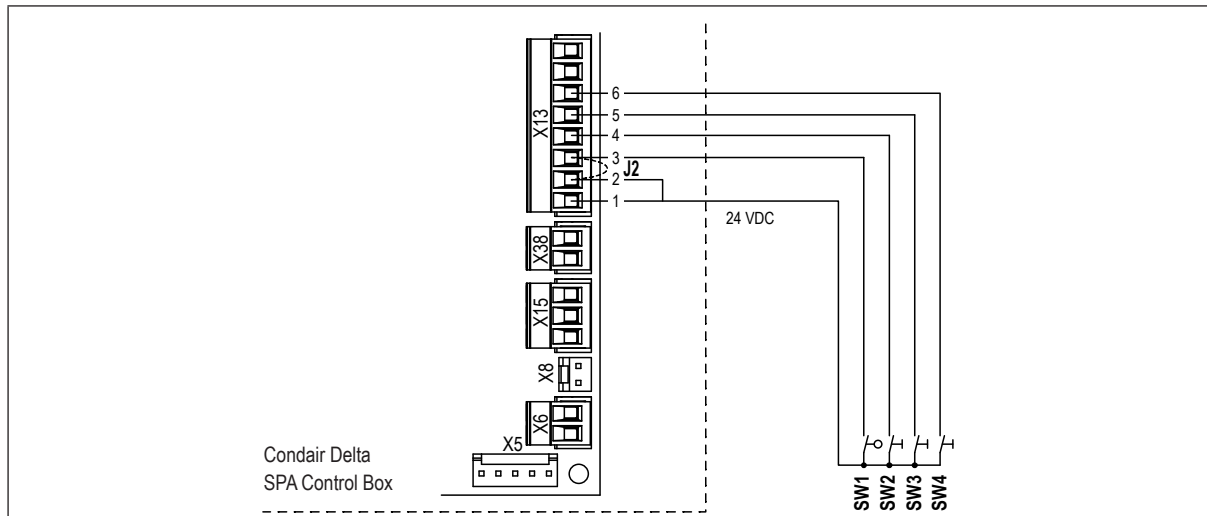 X13
6
5
4
3
J2
2
1
24 VDC
X38
X15
X8
X6
X5
Condair Delta
SPA Control Box
SW1
SW2
SW3
SW4